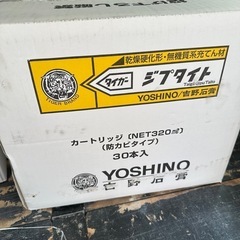 乾燥硬化形・無機質系充てん材
タイガー
ジプタイト
YOSHINO/吉野石膏
カートリッジ〔NET320㎖〕
(防カビタイプ)
30本入
YOSHINO
吉野石膏